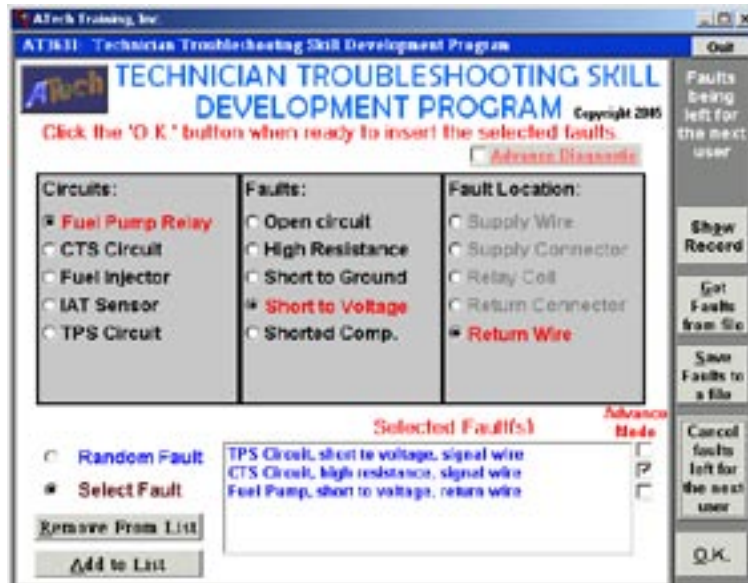 ATech Training, Inc.
AT3631: Technician Troubleshooting Skill Development Program
Quit
ATech
TECHNICIAN TROUBLESHOOTING SKILL
DEVELOPMENT PROGRAM Copyright 2005
Click the 'O.K.' button when ready to insert the selected faults.
Advance Diagnostic
Faults
being
left for
the next
user
Circuits:
Fuel Pump Relay
CTS Circuit
Fuel Injector
IAT Sensor
TPS Circuit
Faults:
Open circuit
High Resistance
Short to Ground
Short to Voltage
Shorted Comp.
Fault Location:
Supply Wire
Supply Connector
Relay Coil
Return Connector
Return Wire
Show
Record
Get
Faults
from file
Save
Faults to
a file
Cancel
faults
left for
the next
user
O.K.
Selected Fault(s)
Advance
Mode
Random Fault
Select Fault
TPS Circuit, short to voltage, signal wire
CTS Circuit, high resistance, signal wire
Fuel Pump, short to voltage, return wire
Remove From List
Add to List